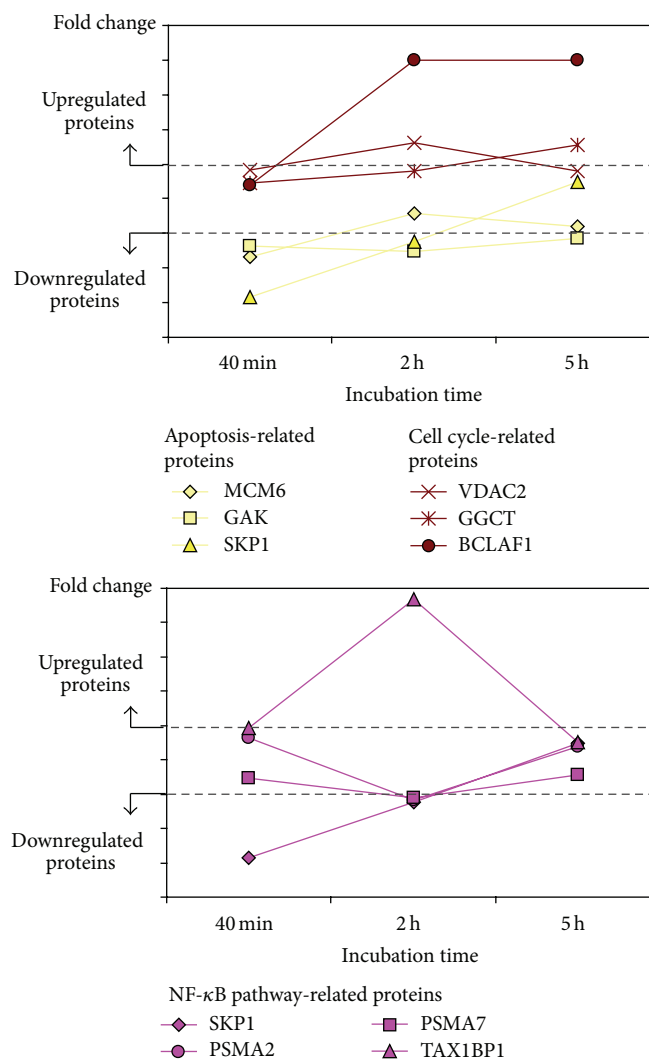 Fold change
Upregulated
proteins
Downregulated
proteins
40 min
2 h
5 h
Incubation time
Apoptosis-related
proteins
MCM6
GAK
SKP1
Cell cycle-related
proteins
VDAC2
GGCT
BCLAF1
Fold change
Upregulated
proteins
Downregulated
proteins
40 min
2 h
5 h
Incubation time
NF-κB pathway-related proteins
SKP1
PSMA2
PSMA7
TAX1BP1